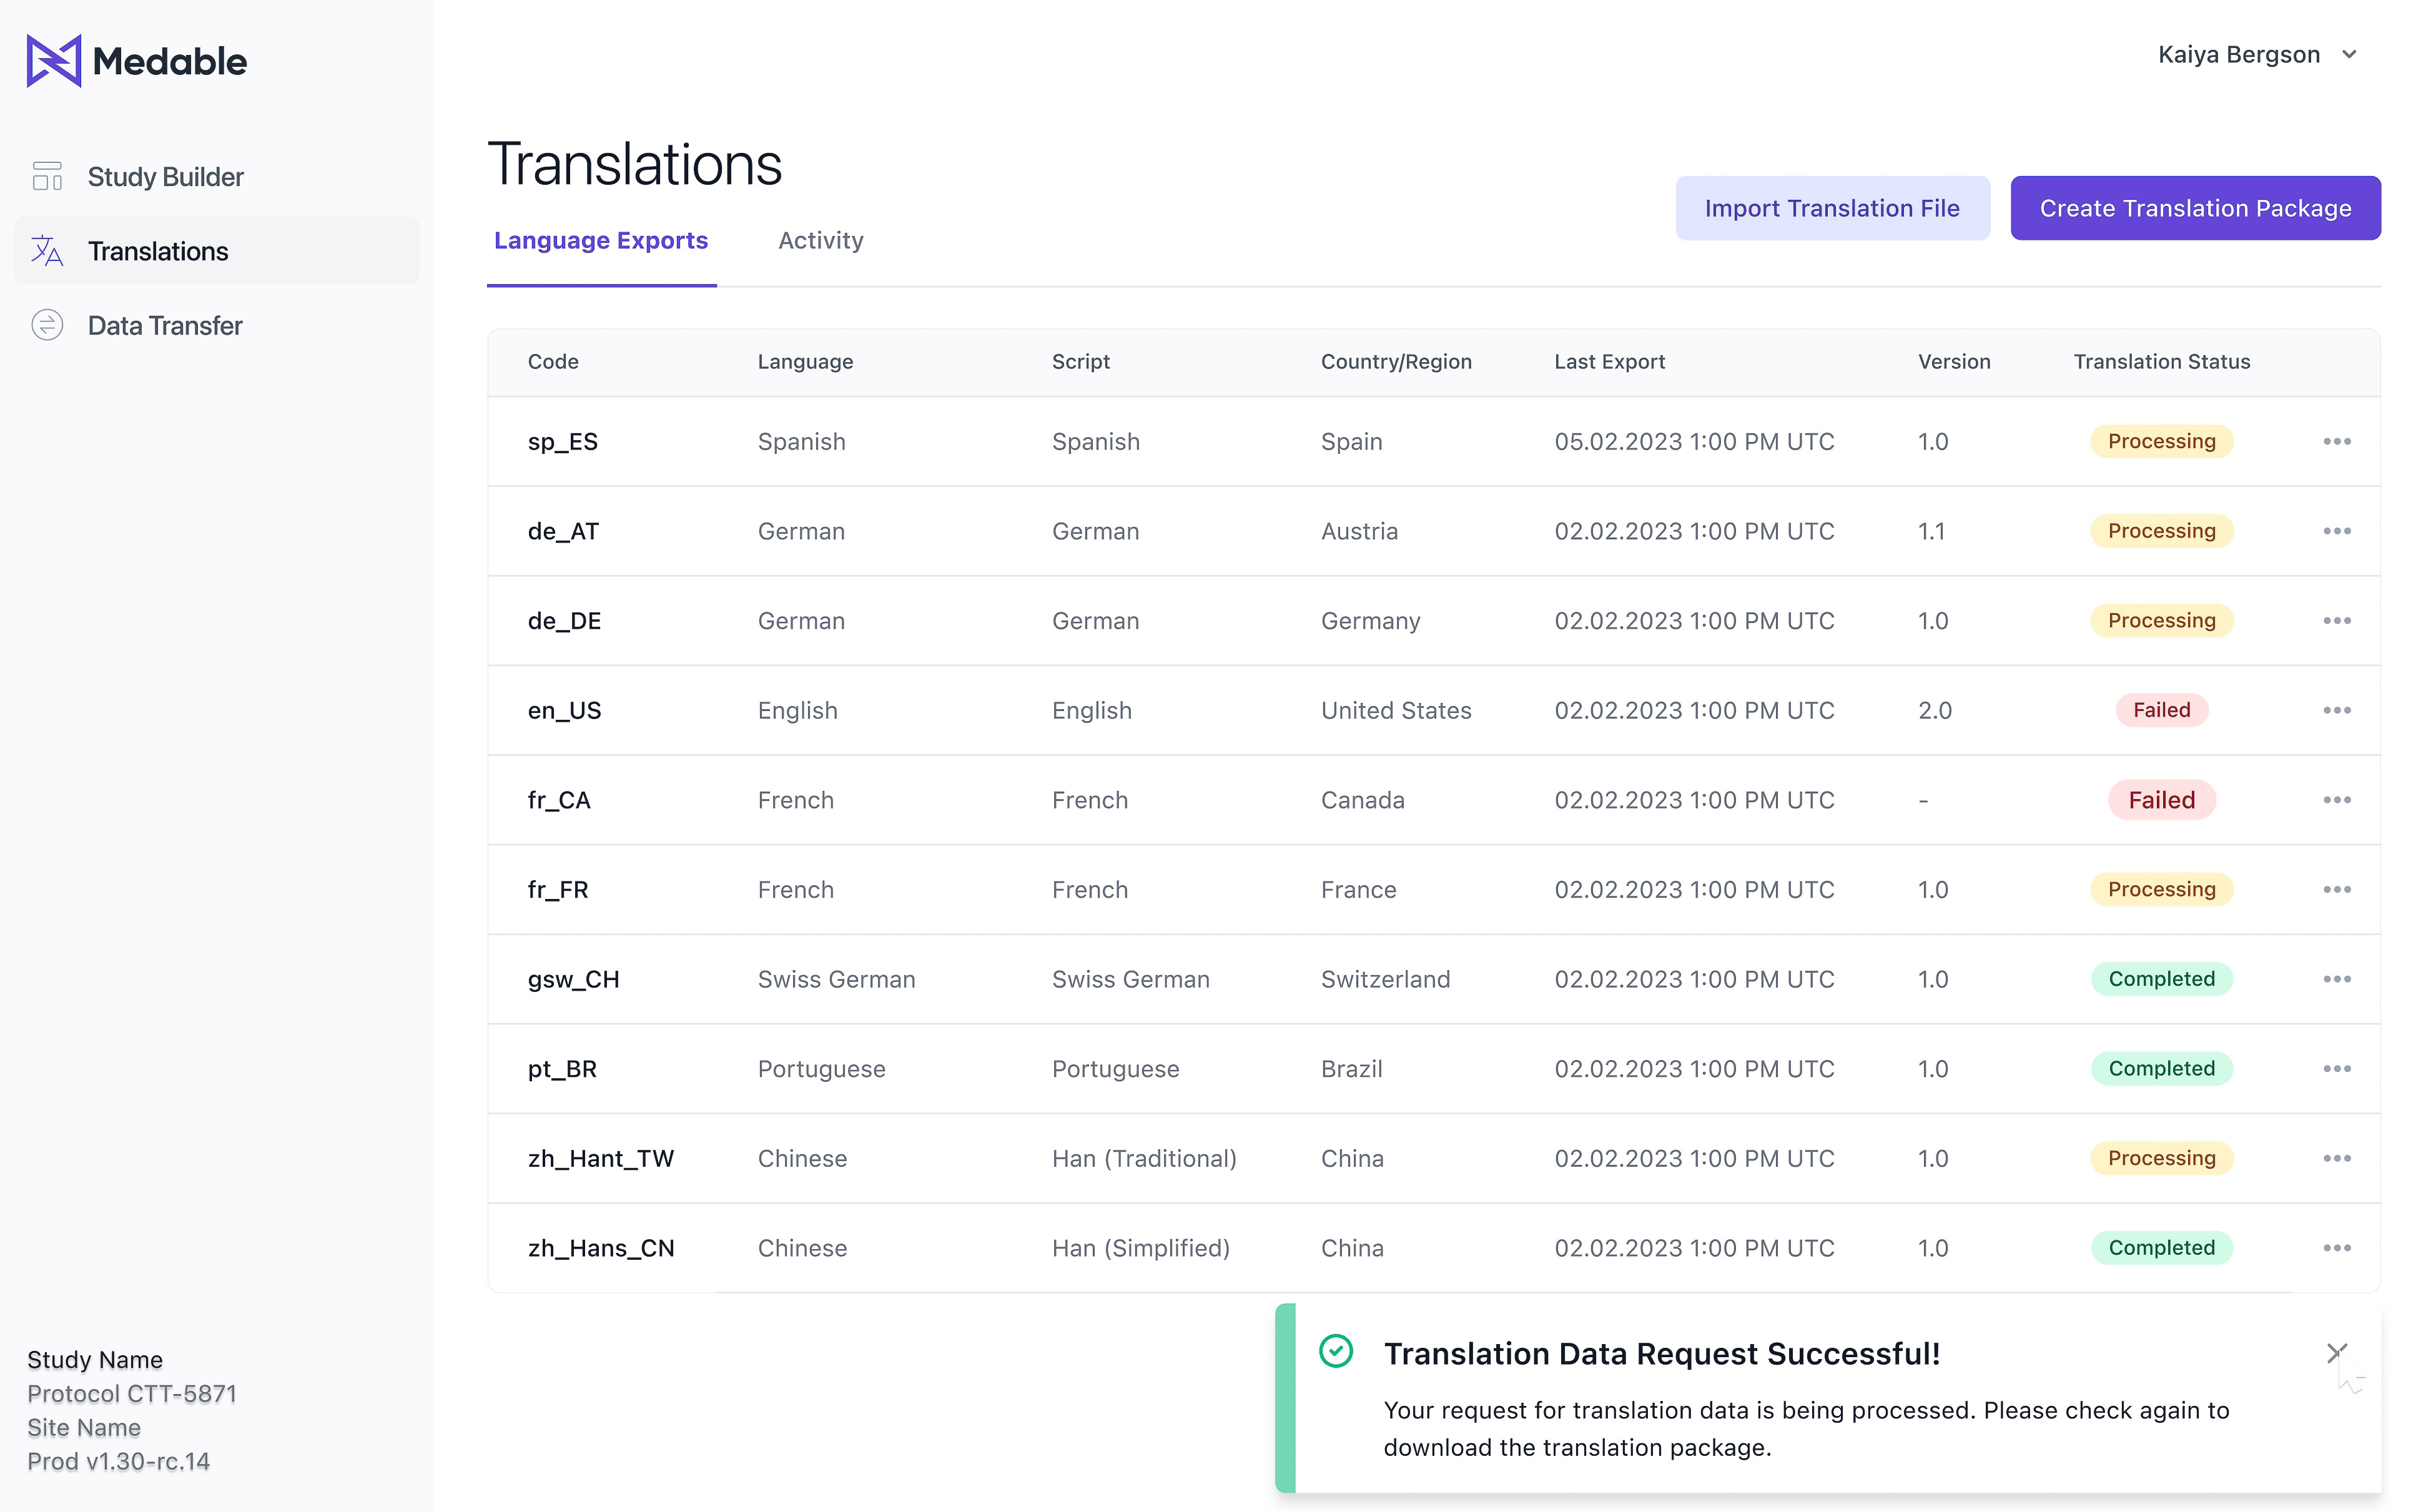 Medable
Kaiya Bergson
Study Builder
Translations
Data Transfer
Translations
Import Translation File
Create Translation Package
Language Exports
Activity
Code Language Script Country/Region Last Export Version Translation Status
sp_ES Spanish Spanish Spain 05.02.2023 1:00 PM UTC 1.0 Processing
de_AT German German Austria 02.02.2023 1:00 PM UTC 1.1 Processing
de_DE German German Germany 02.02.2023 1:00 PM UTC 1.0 Processing
en_US English English United States 02.02.2023 1:00 PM UTC 2.0 Failed
fr_CA French French Canada 02.02.2023 1:00 PM UTC - Failed
fr_FR French French France 02.02.2023 1:00 PM UTC 1.0 Processing
gsw_CH Swiss German Swiss German Switzerland 02.02.2023 1:00 PM UTC 1.0 Completed
pt_BR Portuguese Portuguese Brazil 02.02.2023 1:00 PM UTC 1.0 Completed
zh_Hant_TW Chinese Han (Traditional) China 02.02.2023 1:00 PM UTC 1.0 Processing
zh_Hans_CN Chinese Han (Simplified) China 02.02.2023 1:00 PM UTC 1.0 Completed
Translation Data Request Successful!
Your request for translation data is being processed. Please check again to
download the translation package.
Study Name
Protocol CTT-5871
Site Name
Prod v1.30-rc.14